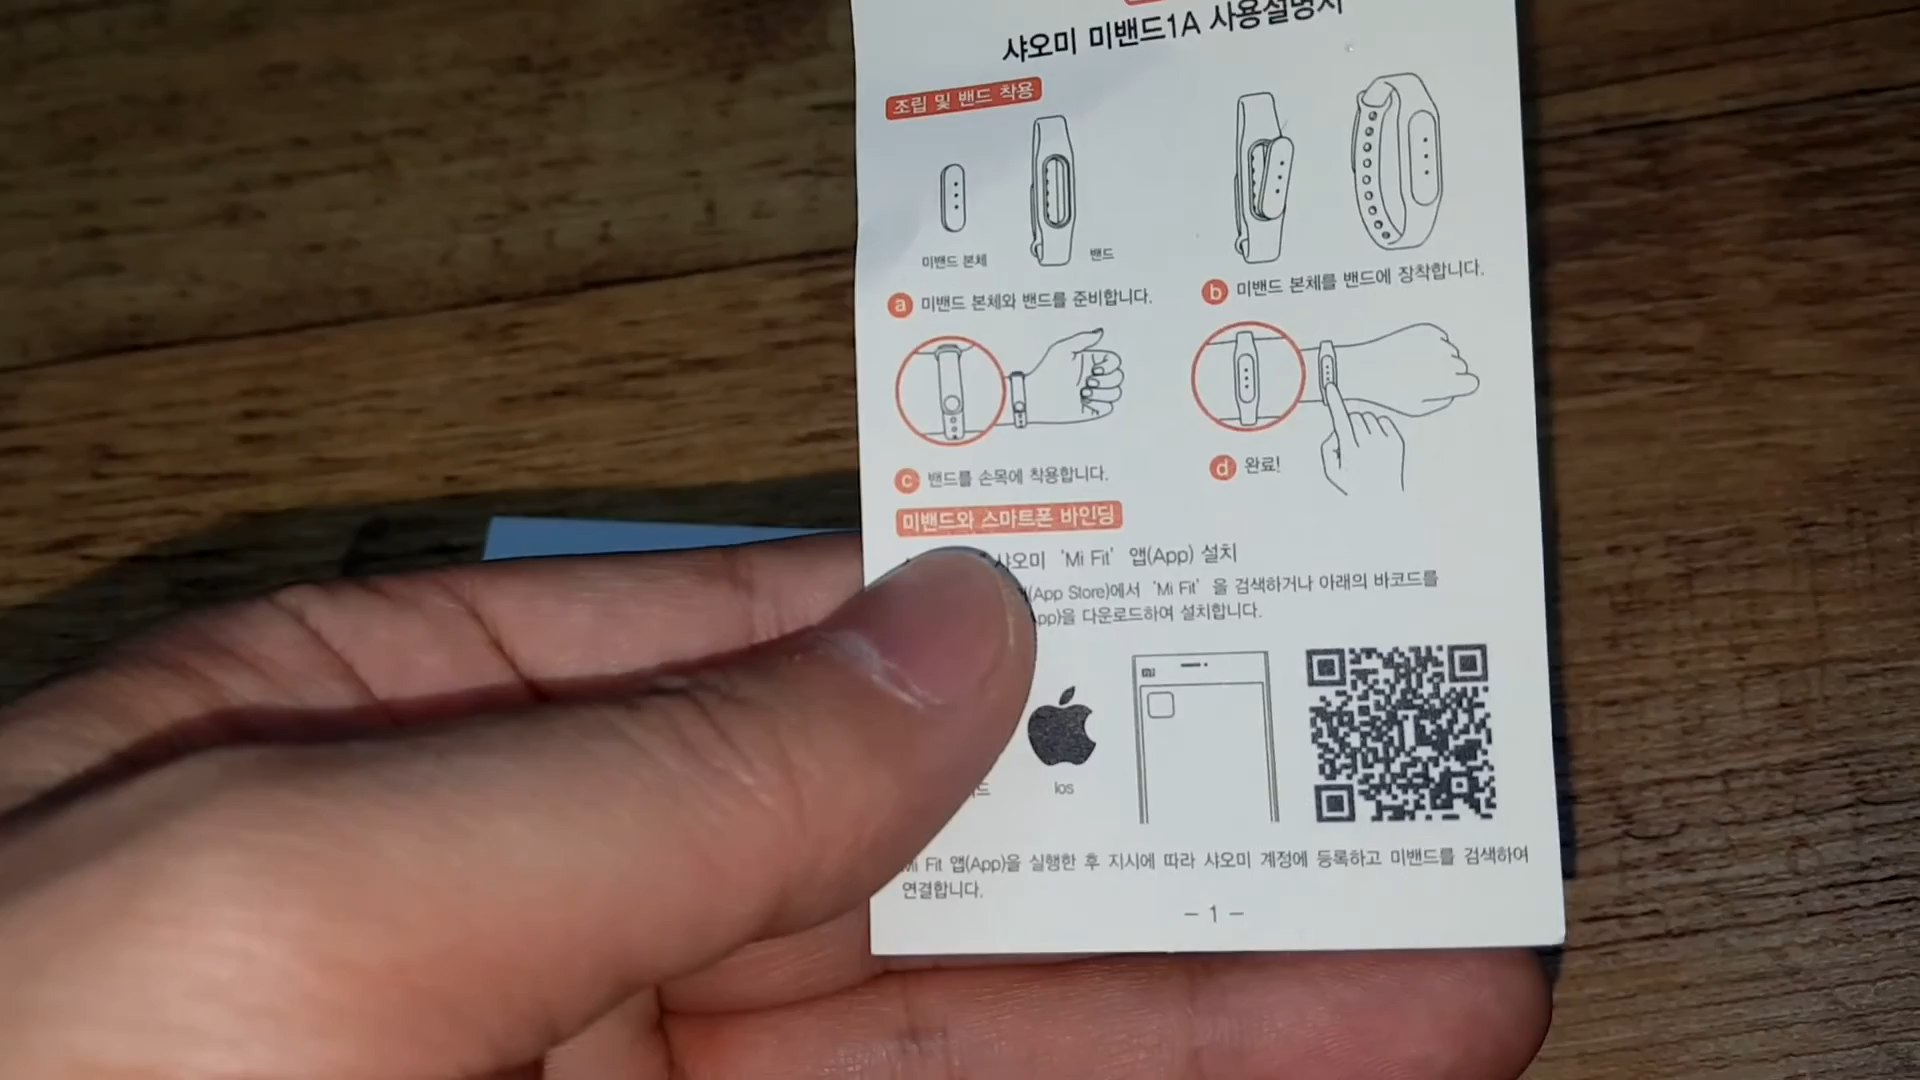 샤오미 미밴드1A 사용설명서
조립 및 밴드 착용
미밴드 본체
밴드
a 미밴드 본체와 밴드를 준비합니다.
b 미밴드 본체를 밴드에 장착합니다.
c 밴드를 손목에 착용합니다.
d 완료!
미밴드와 스마트폰 바인딩
샤오미 'Mi Fit' 앱(App) 설치
(App Store)에서 'Mi Fit' 을 검색하거나 아래의 바코드를
을 다운로드하여 설치합니다.
mi
Ios
Mi Fit 앱(App)을 실행한 후 지시에 따라 샤오미 계정에 등록하고 미밴드를 검색하여
연결합니다.
- 1 -